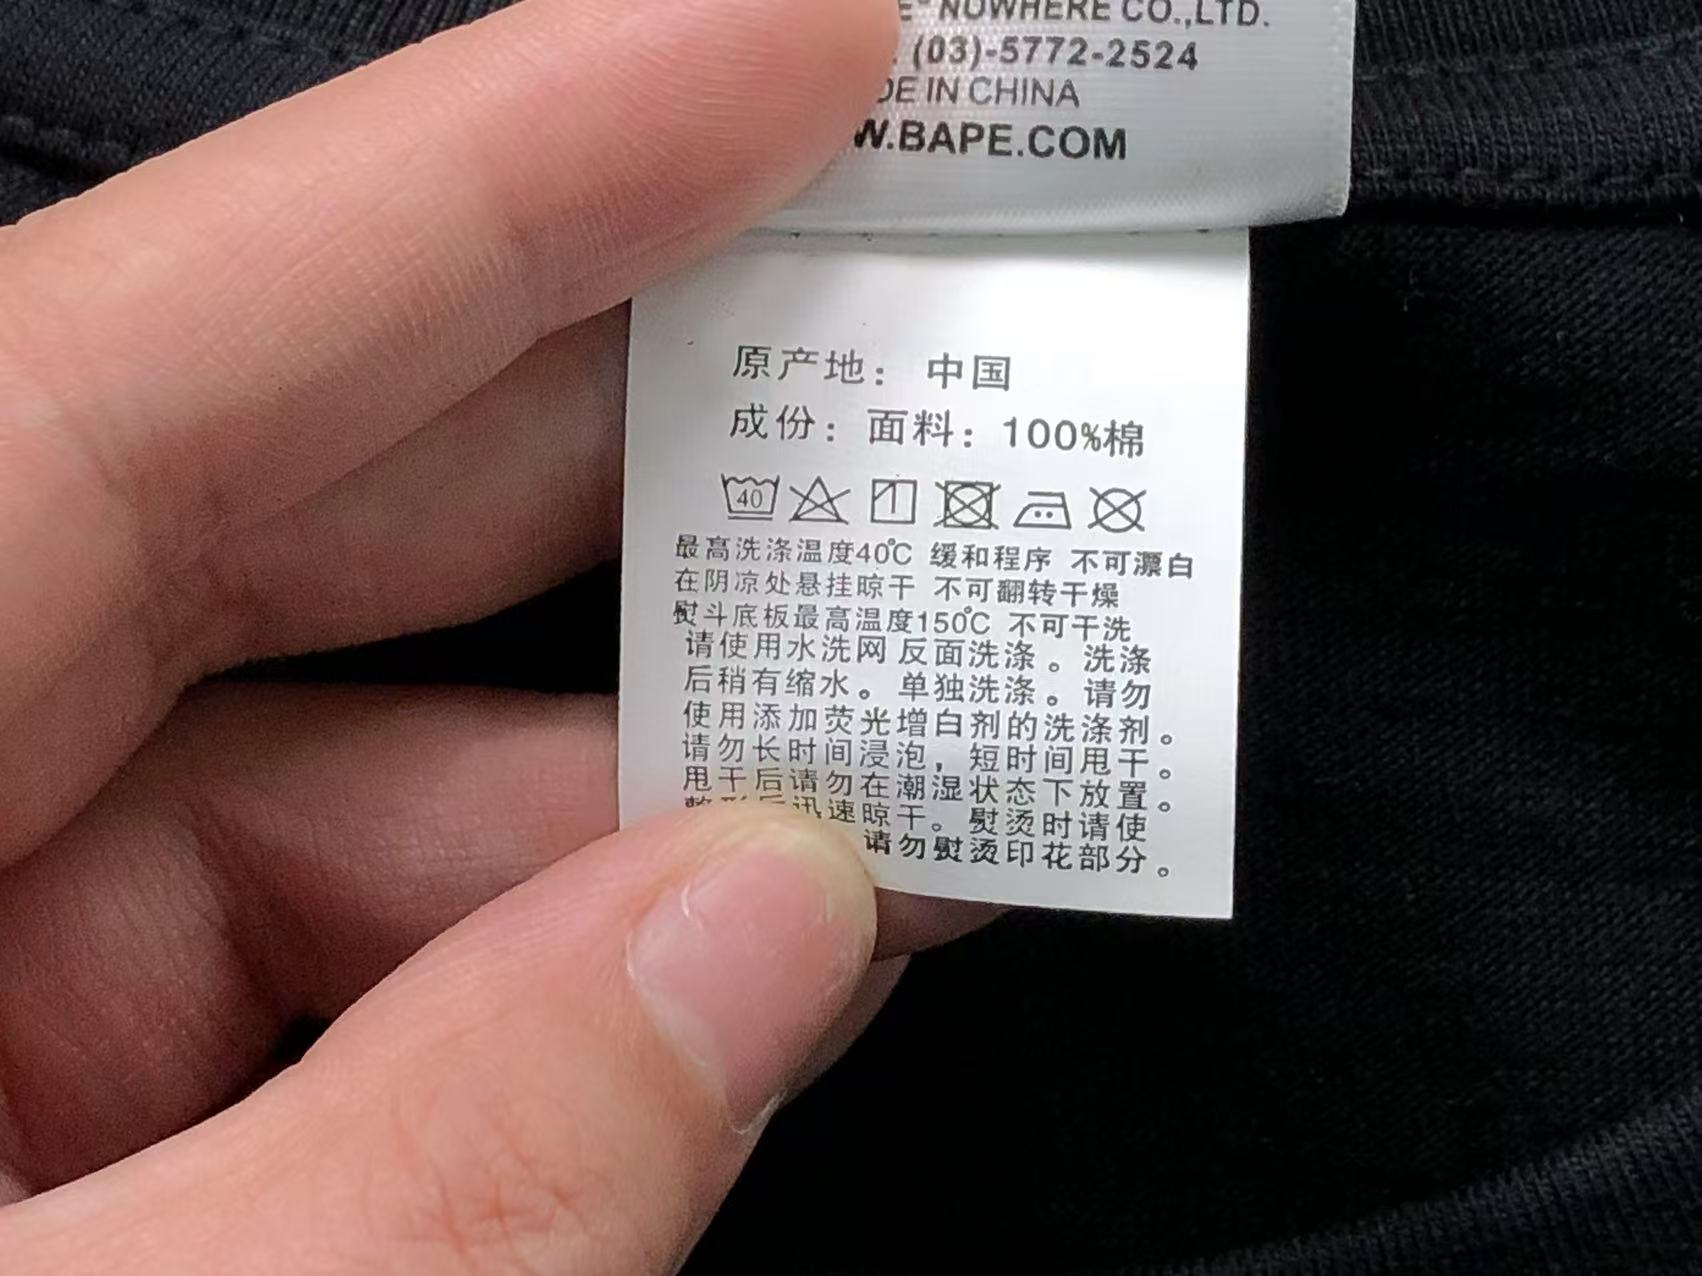 NOWHERE CO.,LTD.
(03)-5772-2524
DE IN CHINA
W.BAPE.COM
原产地：中国
成份：面料：100%棉
40
最高洗涤温度40℃ 缓和程序 不可漂白
在阴凉处悬挂晾干 不可翻转干燥
熨斗底板最高温度150℃ 不可干洗
请使用水洗网反面洗涤。洗涤
后稍有缩水。单独洗涤。请勿
使用添加荧光增白剂的洗涤剂。
请勿长时间浸泡，短时间甩干。
甩干后请勿在潮湿状态下放置。
整形后迅速晾干。熨烫时请使
请勿熨烫印花部分。